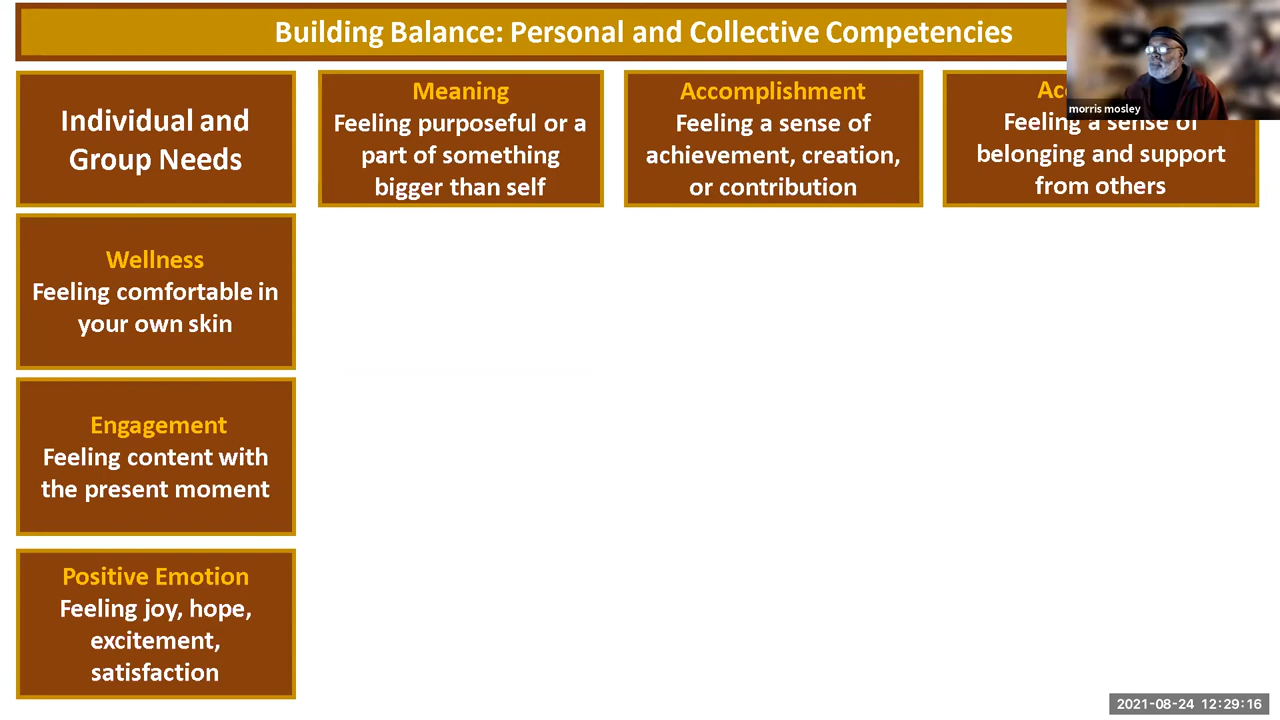 Building Balance: Personal and Collective Competencies
Individual and
Group Needs
Meaning
Feeling purposeful or a
part of something
bigger than self
Accomplishment
Feeling a sense of
achievement, creation,
or contribution
morris mosley
Feeling a sense of
belonging and support
from others
Wellness
Feeling comfortable in
your own skin
Engagement
Feeling content with
the present moment
Positive Emotion
Feeling joy, hope,
excitement,
satisfaction
2021-08-24 12:29:16